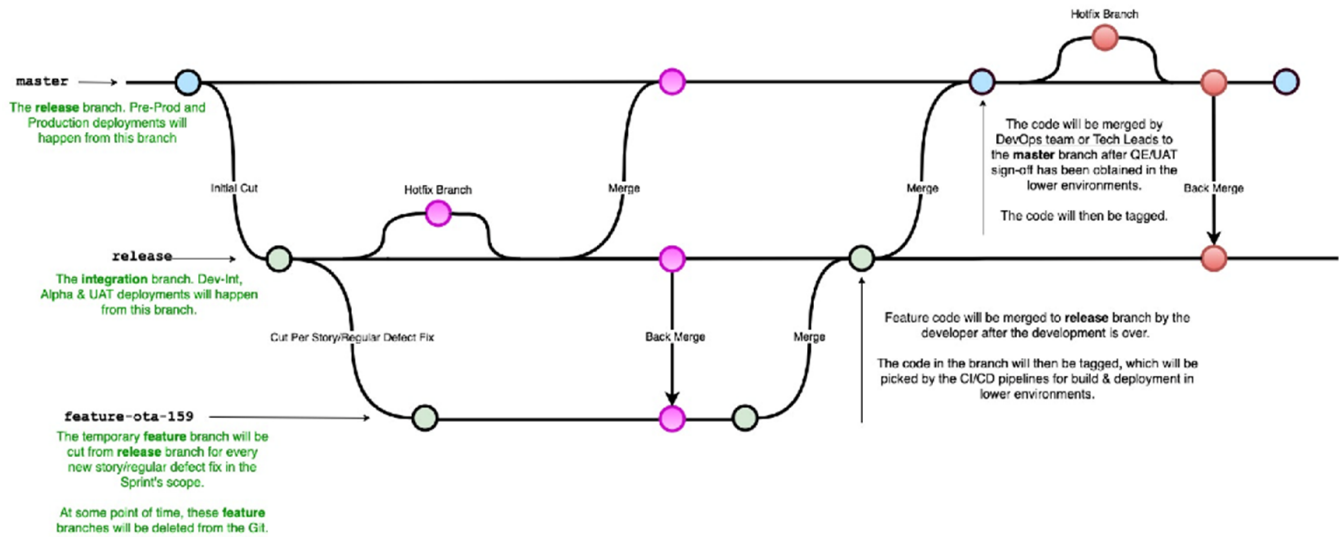 Hotfix Branch
master
The release branch. Pre-Prod and
Production deployments will
happen from this branch
The code will be merged by
DevOps team or Tech Leads to
the master branch after QE/UAT
sign-off has been obtained in the
lower environments.
The code will then be tagged.
Initial Cut
Hotfix Branch
Merge
Merge
Back Merge
release
The integration branch. Dev-Int,
Alpha & UAT deployments will happen
from this branch.
Cut Per Story/Regular Defect Fix
Back Merge
Merge
Feature code will be merged to release branch by the
developer after the development is over.
The code in the branch will then be tagged, which will be
picked by the CI/CD pipelines for build & deployment in
lower environments.
feature-ota-159
The temporary feature branch will be
cut from release branch for every
new story/regular defect fix in the
Sprint's scope.
At some point of time, these feature
branches will be deleted from the Git.